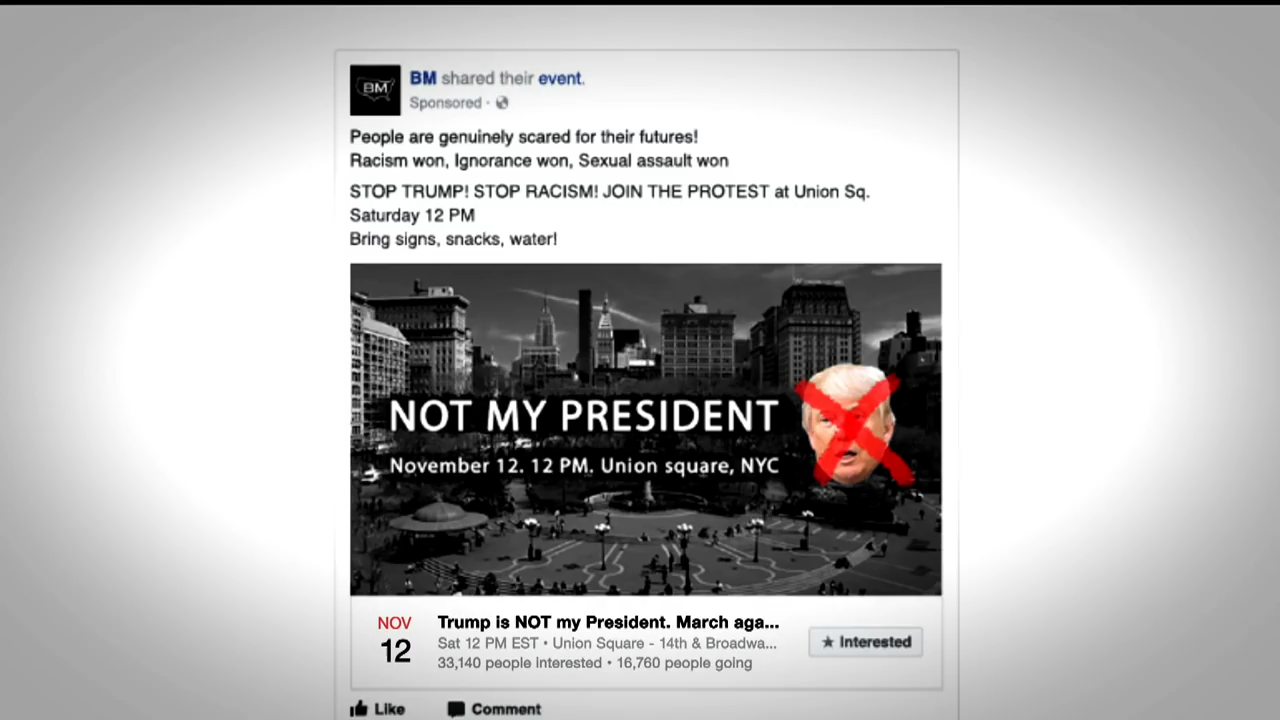 BM
BM shared their event.
Sponsored ·
People are genuinely scared for their futures!
Racism won, Ignorance won, Sexual assault won
STOP TRUMP! STOP RACISM! JOIN THE PROTEST at Union Sq.
Saturday 12 PM
Bring signs, snacks, water!
NOT MY PRESIDENT
November 12. 12 PM. Union square, NYC
NOV
12
Trump is NOT my President. March aga...
Sat 12 PM EST · Union Square - 14th & Broadwa...
33,140 people interested · 16,760 people going
★ Interested
Like Comment